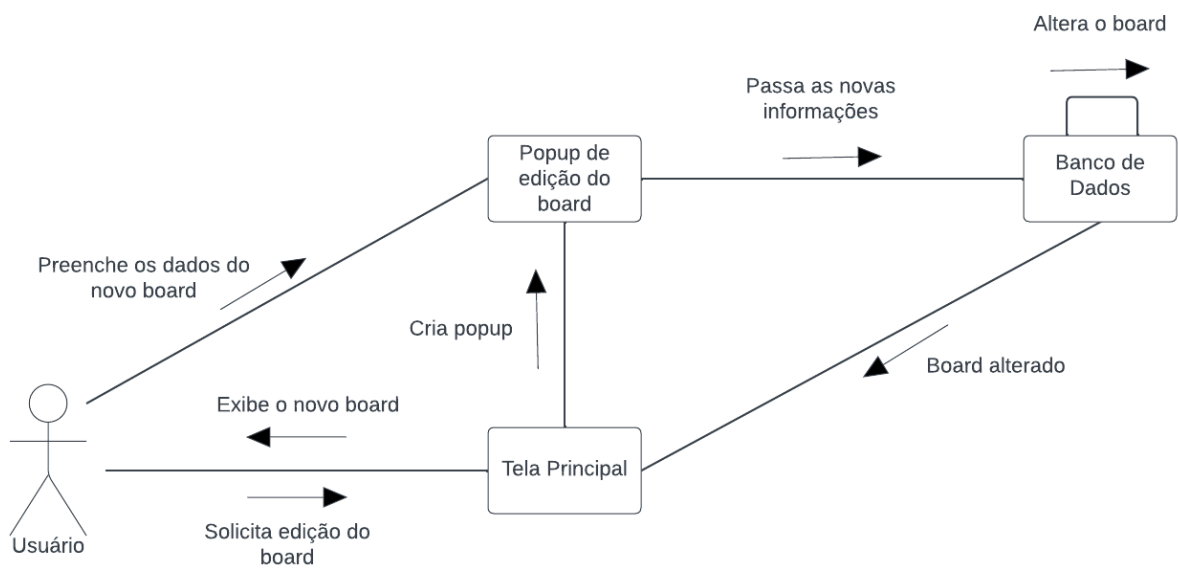 Altera o board
Passa as novas
informações
Popup de
edição do
board
Banco de
Dados
Preenche os dados do
novo board
Cria popup
Board alterado
Exibe o novo board
Tela Principal
Solicita edição do
board
Usuário